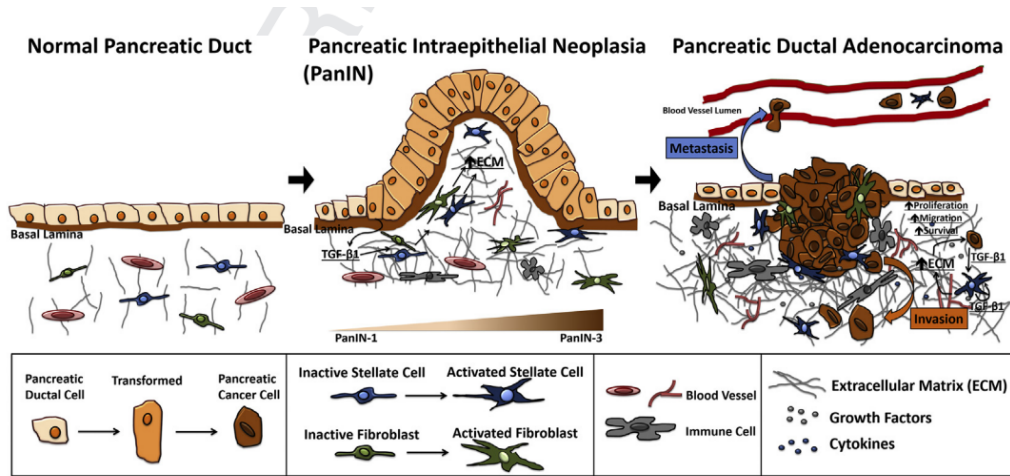 Normal Pancreatic Duct
Pancreatic Intraepithelial Neoplasia
(PanIN)
Pancreatic Ductal Adenocarcinoma
Basal Lamina
Basal Lamina
TGF-β1
ECM
PanIN-1
PanIN-3
Blood Vessel Lumen
Metastasis
Basal Lamina
Proliferation
Migration
Survival
ECM
TGF-β1
TGF-β1
Invasion
Pancreatic
Ductal Cell
Transformed
Pancreatic
Cancer Cell
Inactive Stellate Cell
Activated Stellate Cell
Inactive Fibroblast
Activated Fibroblast
Blood Vessel
Immune Cell
Extracellular Matrix (ECM)
Growth Factors
Cytokines